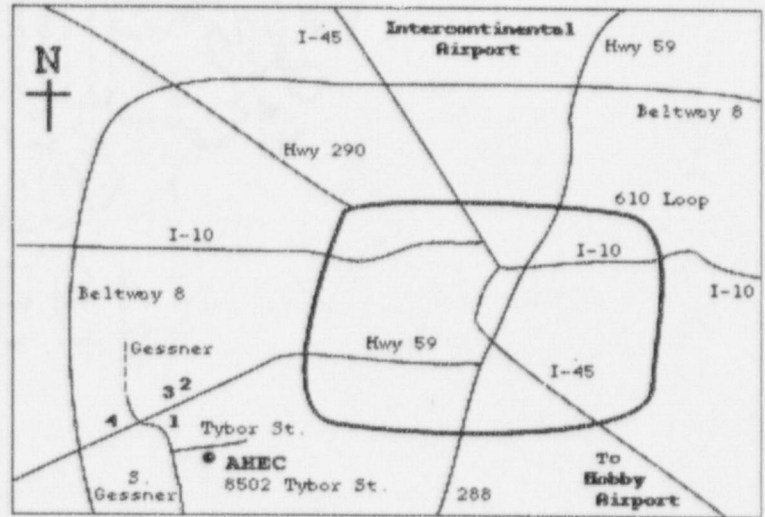 I-45
Intercontinental
Airport
Hwy 59
N
Beltway 8
Hwy 290
610 Loop
I-10
I-10
Beltway 8
I-10
Gessner
Hwy 59
I-45
3 2
4
1
Tybor St.
AHEC
8502 Tybor St.
S.
Gessner
288
To
Hobby
Airport